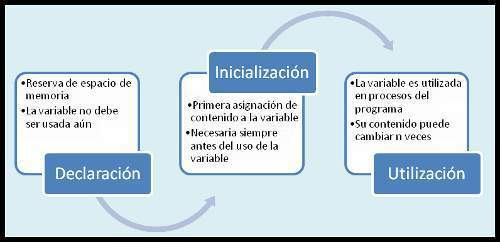 •Reserva de espacio de
memoria
•La variable no debe
ser usada aún
Declaración
Inicialización
•Primera asignación de
contenido a la variable
•Necesaria siempre
antes del uso de la
variable
•La variable es utilizada
en procesos del
programa
•Su contenido puede
cambiar n veces
Utilización